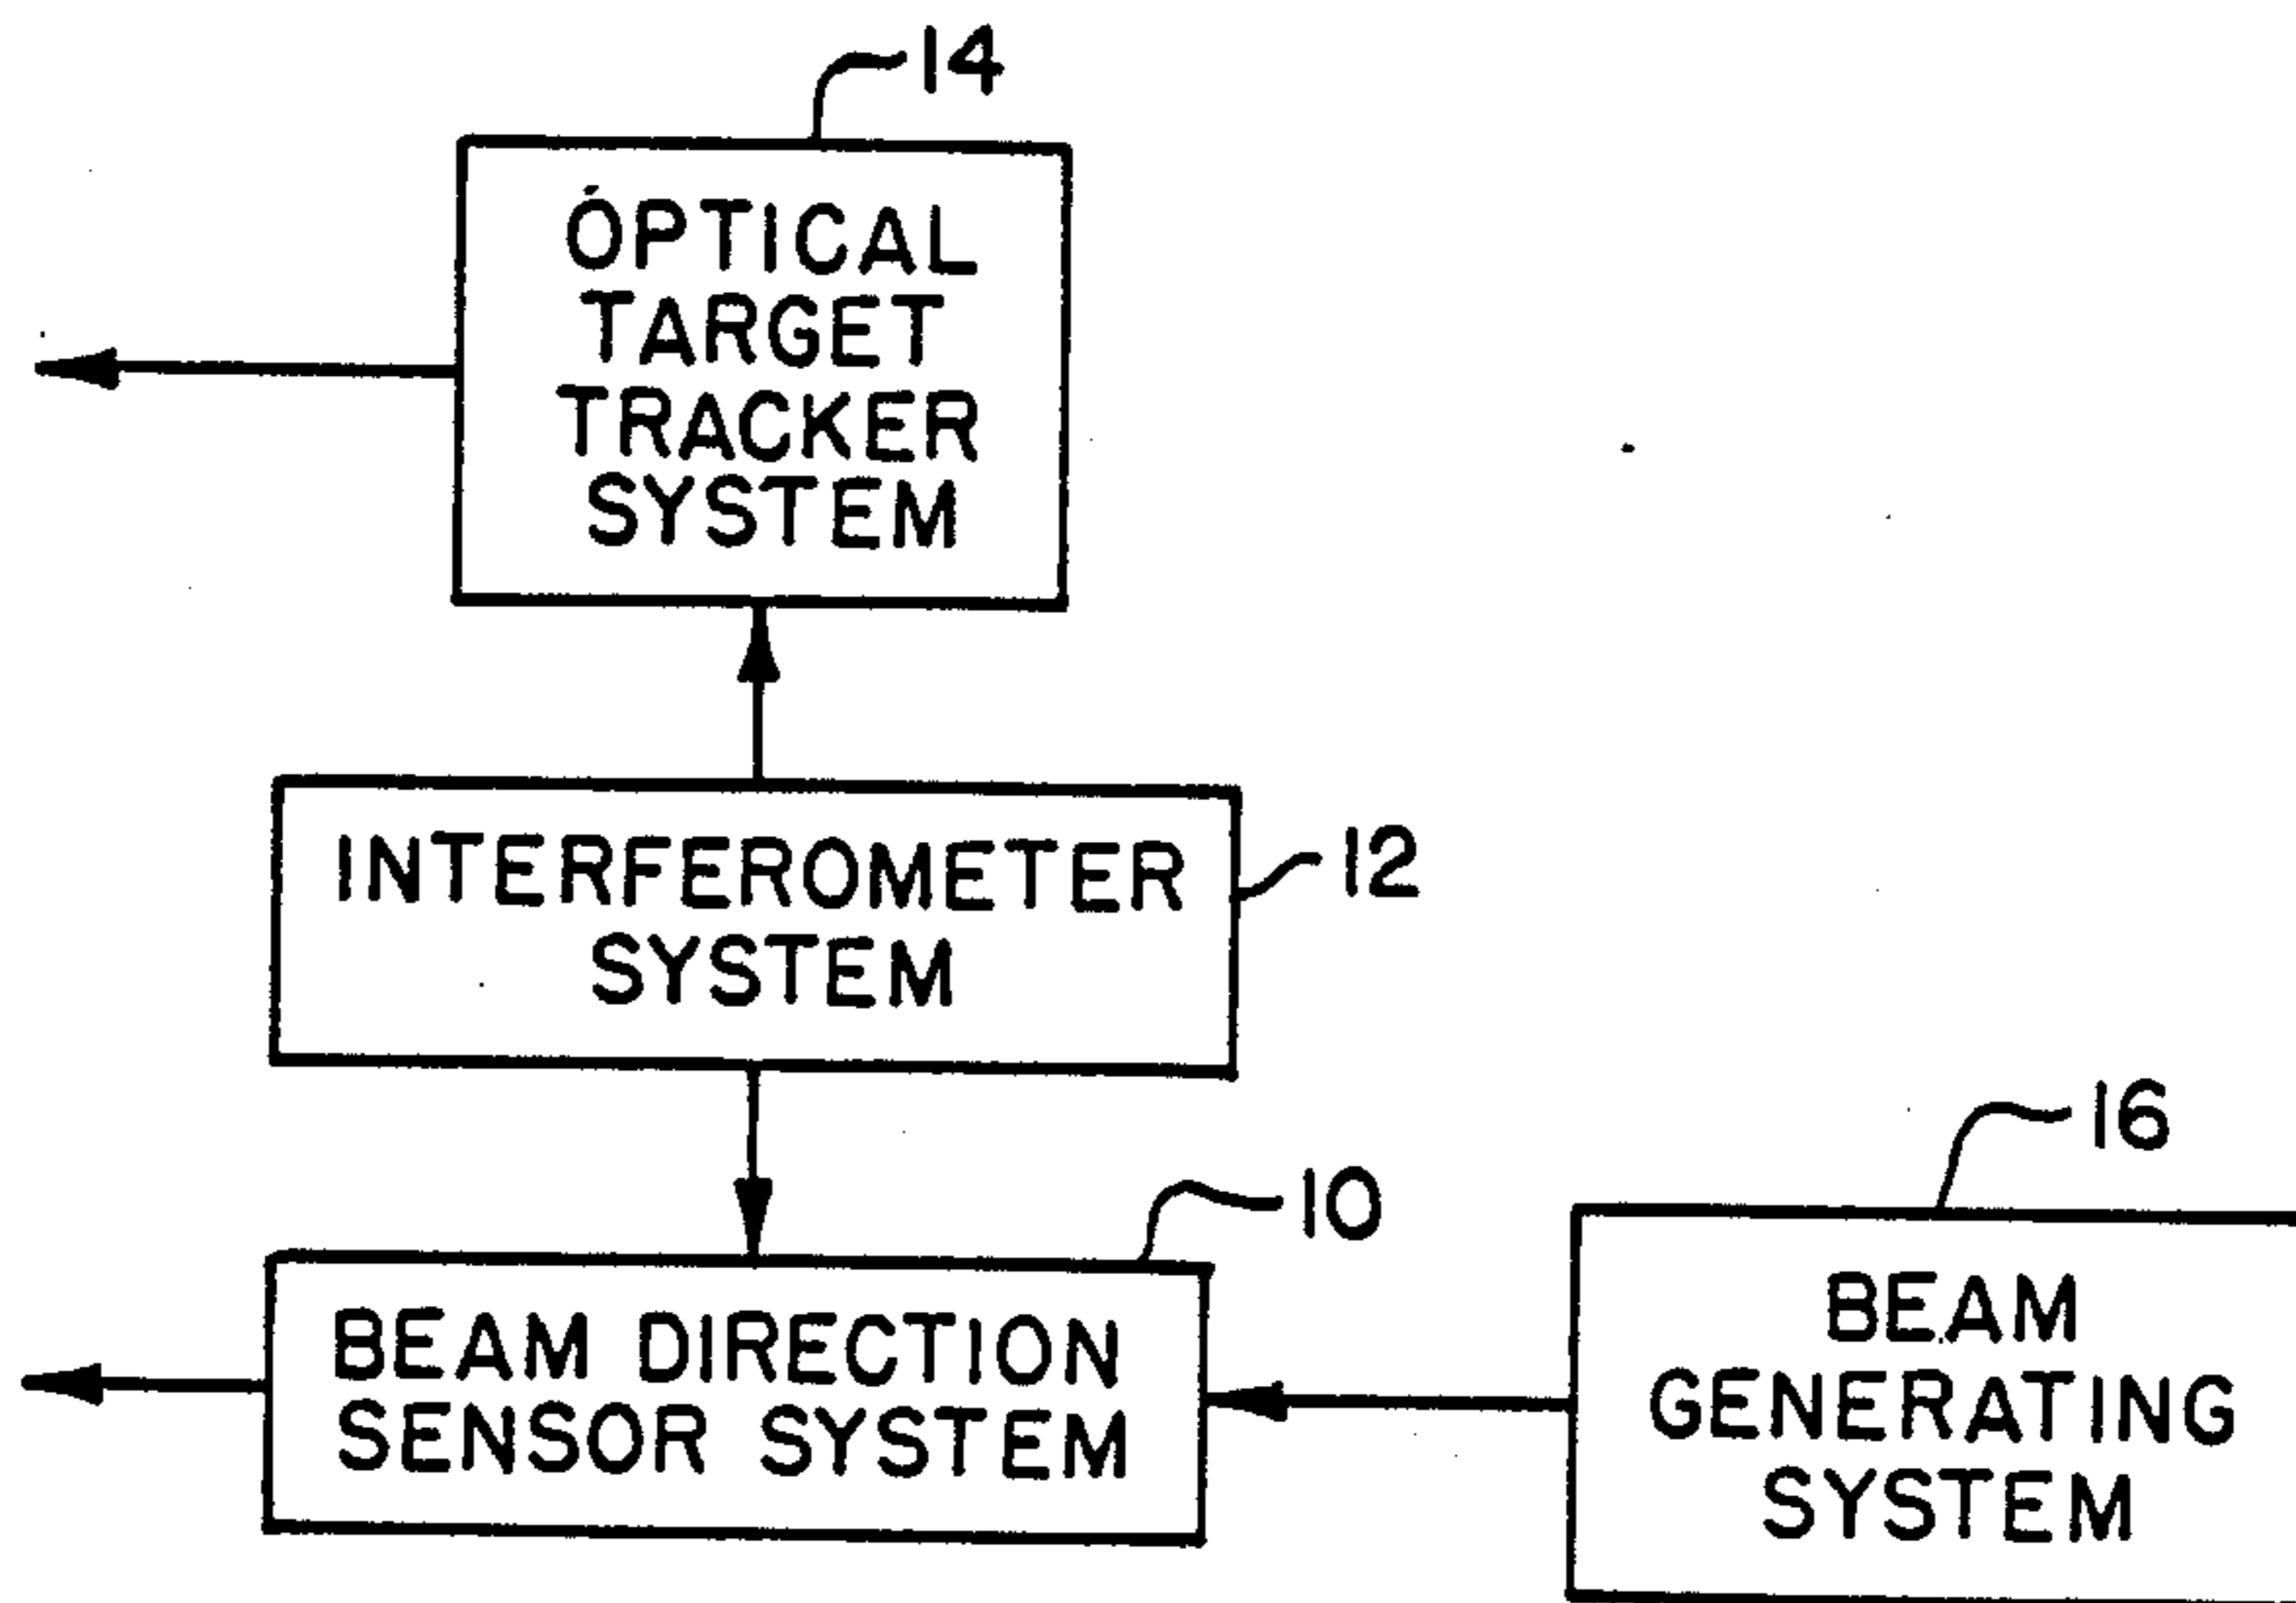 14
OPTICAL
TARGET
TRACKER
SYSTEM
INTERFEROMETER
SYSTEM
12
16
10
BEAM DIRECTION
SENSOR SYSTEM
BEAM
GENERATING
SYSTEM